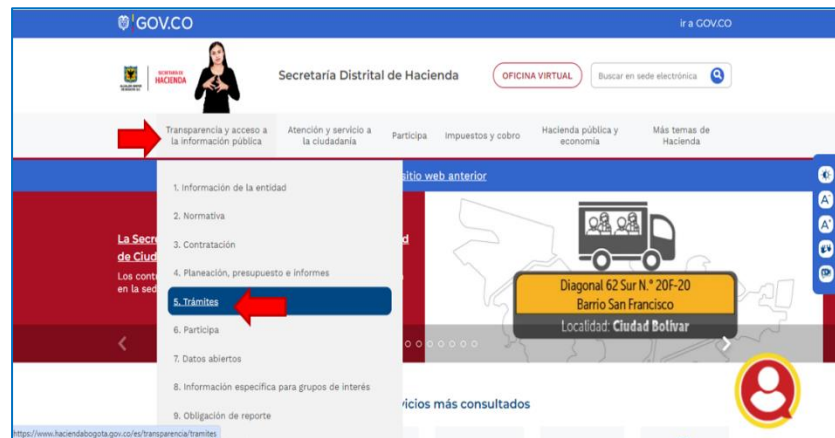 GOV.CO
ir a GOV.CO
SECRETARÍA DE
HACIENDA
Secretaría Distrital de Hacienda
OFICINA VIRTUAL
Buscar en sede electrónica
Transparencia y acceso a
la información pública
Atención y servicio a
la ciudadanía
Participa
Impuestos y cobro
Hacienda pública y
economía
Más temas de
Hacienda
sitio web anterior
1. Información de la entidad
2. Normativa
3. Contratación
4. Planeación, presupuesto e informes
5. Trámites
6. Participa
7. Datos abiertos
8. Información específica para grupos de interés
9. Obligación de reporte
La Secr
d
de Ciud
Los cont
en la sed
Diagonal 62 Sur N.° 20F-20
Barrio San Francisco
Localidad: Ciudad Bolívar
vicios más consultados
A-
A+
https://www.haciendabogota.gov.co/es/transparencia/tramites